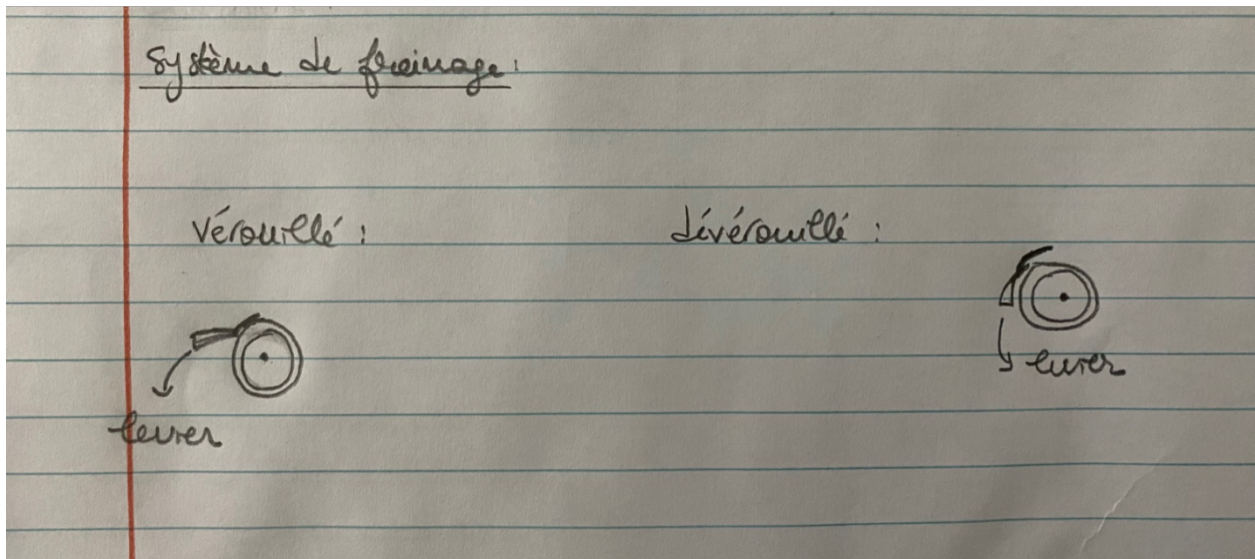 Système de freinage :
Vérouillé :
dévérouillé :
levier
levier